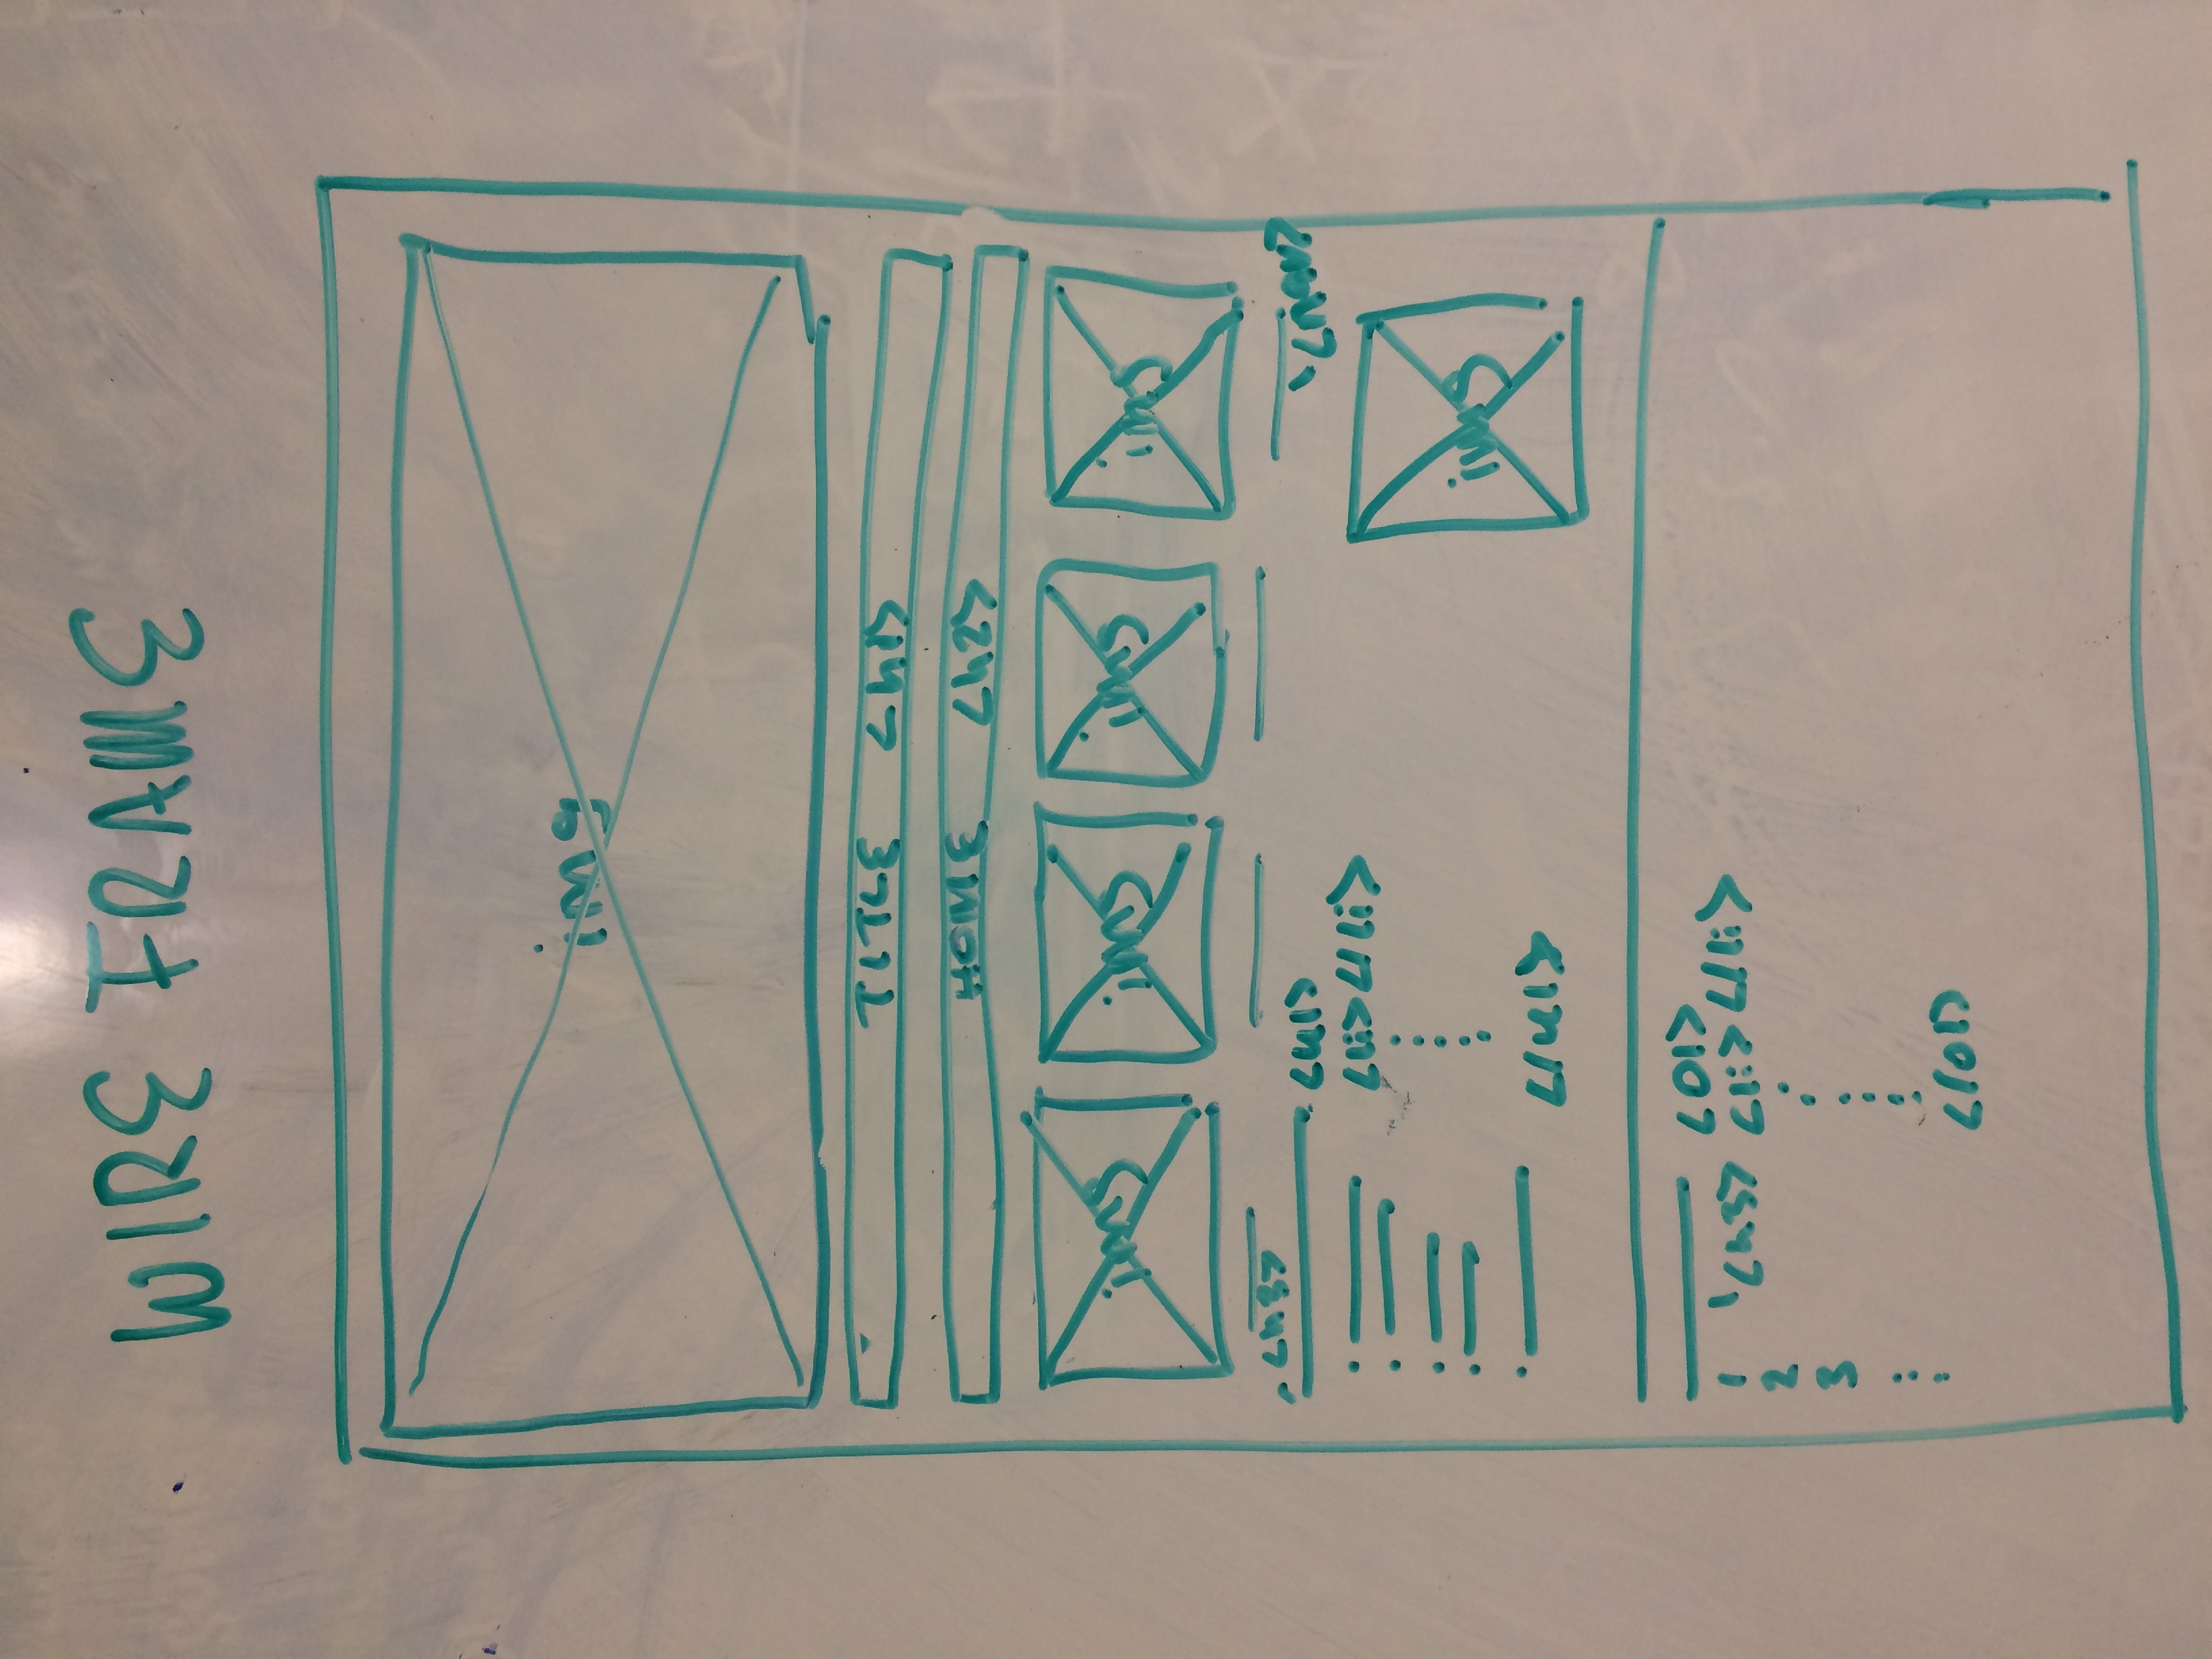 WIRE FRAME
img
TITLE <h1>
HOME <h2>
img img img img
<h3>
<ul>
<nav>
<li></li>
img
</ul>
<ol>
1 <h3> <li></li>
2
3
</ol>